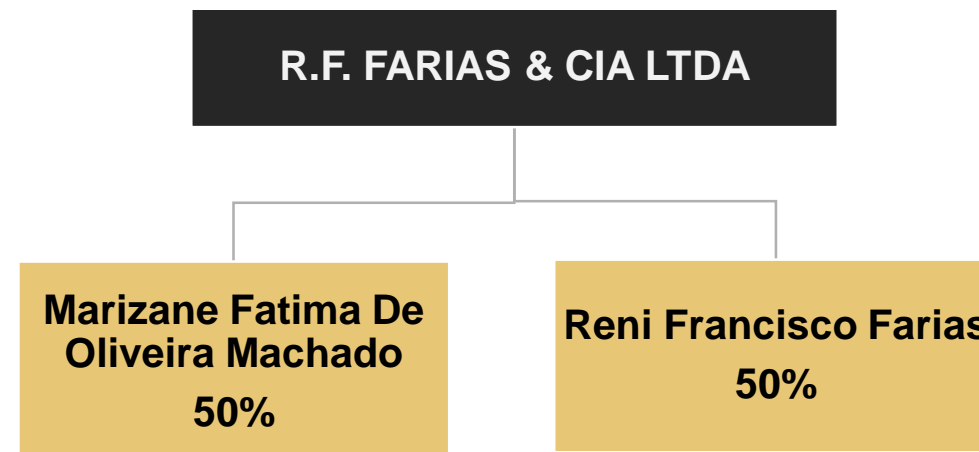 R.F. FARIAS & CIA LTDA
Marizane Fatima De
Oliveira Machado
50%
Reni Francisco Farias
50%